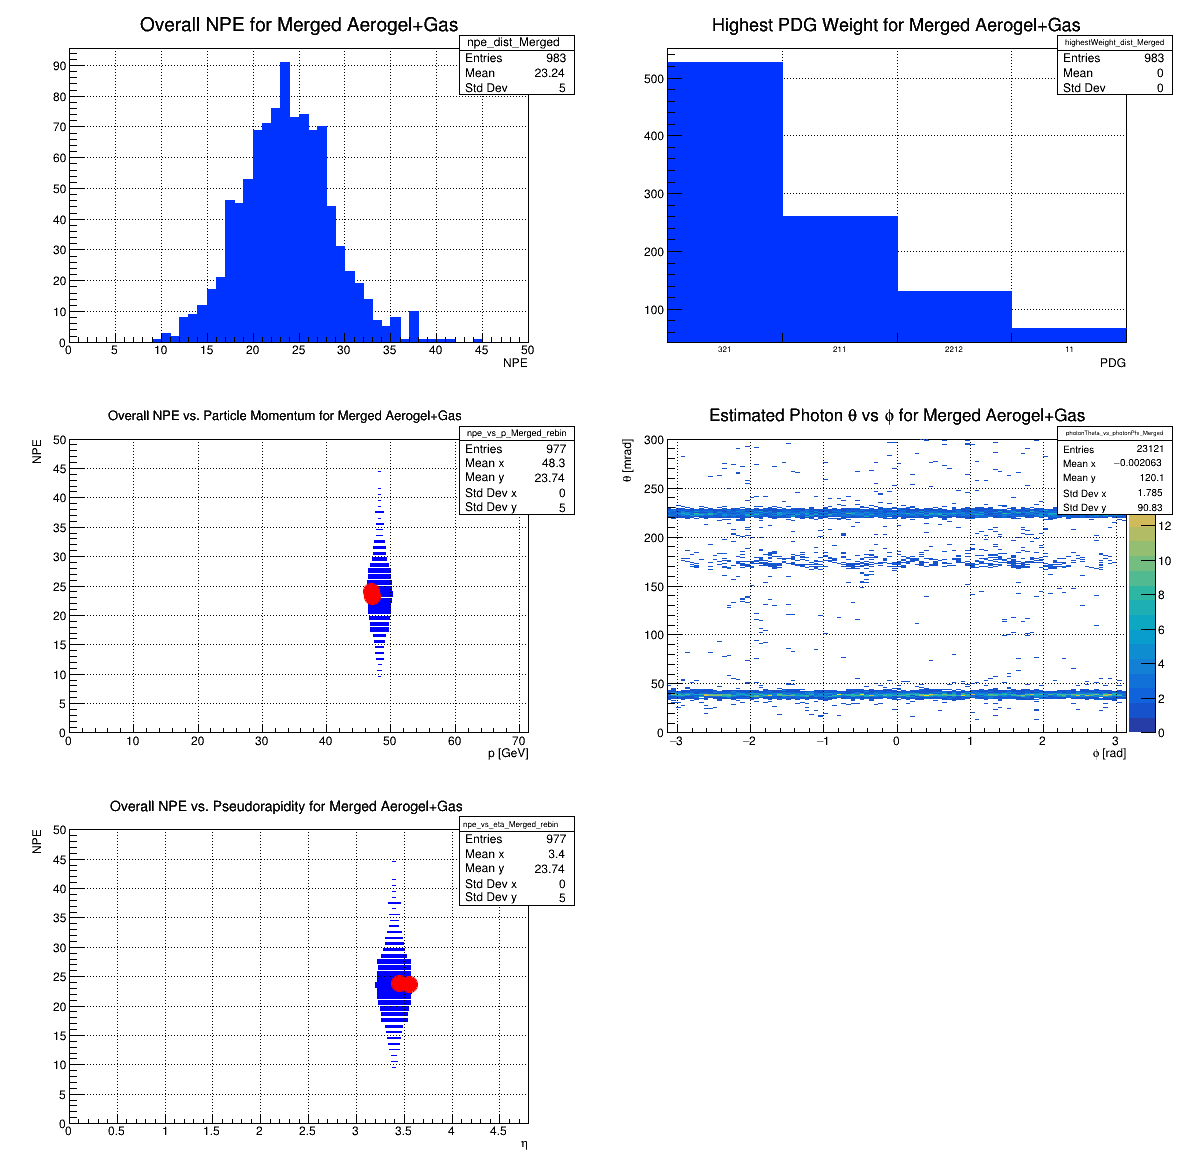 Overall NPE for Merged Aerogel+Gas
npe_dist_Merged
Entries 983
Mean 23.24
Std Dev 5
90
80
70
60
50
40
30
20
10
0
0 5 10 15 20 25 30 35 40 45 50
NPE
Highest PDG Weight for Merged Aerogel+Gas
highestWeight_dist_Merged
Entries 983
Mean 0
Std Dev 0
500
400
300
200
100
321 211 2212 11
PDG
Overall NPE vs. Particle Momentum for Merged Aerogel+Gas
npe_vs_p_Merged_rebin
Entries 977
Mean x 48.3
Mean y 23.74
Std Dev x 0
Std Dev y 5
NPE
50
45
40
35
30
25
20
15
10
5
0
0 10 20 30 40 50 60 70
p [GeV]
Estimated Photon θ vs ϕ for Merged Aerogel+Gas
photonTheta_vs_photonPhi_Merged
Entries 23121
Mean x −0.002063
Mean y 120.1
Std Dev x 1.785
Std Dev y 90.83
θ [mrad]
300
250
200
150
100
50
0
−3 −2 −1 0 1 2 3
ϕ [rad]
12
10
8
6
4
2
0
Overall NPE vs. Pseudorapidity for Merged Aerogel+Gas
npe_vs_eta_Merged_rebin
Entries 977
Mean x 3.4
Mean y 23.74
Std Dev x 0
Std Dev y 5
NPE
50
45
40
35
30
25
20
15
10
5
0
0 0.5 1 1.5 2 2.5 3 3.5 4 4.5
η